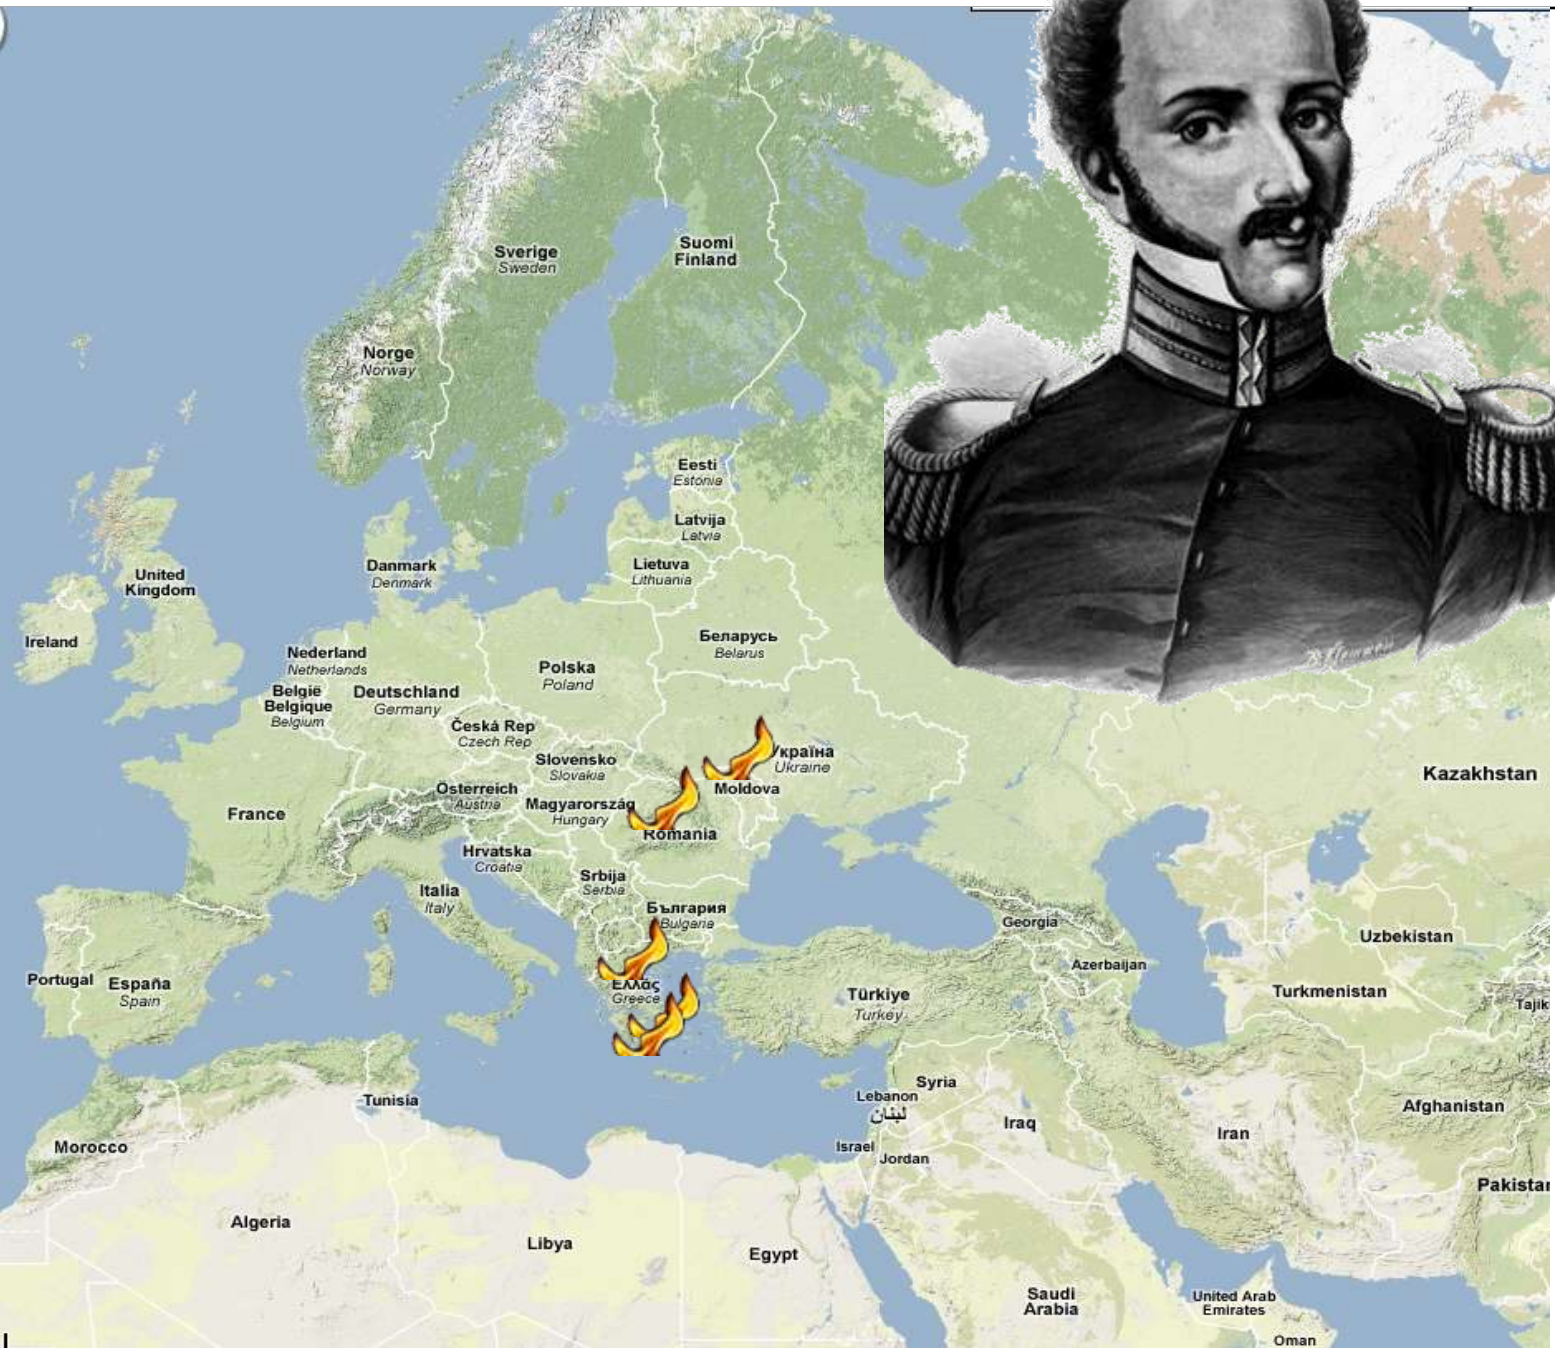 Sverige
Sweden
Suomi
Finland
Norge
Norway
Eesti
Estonia
Latvija
Latvia
Lietuva
Lithuania
Danmark
Denmark
United
Kingdom
Ireland
Беларусь
Belarus
Nederland
Netherlands
Polska
Poland
België
Belgique
Belgium
Deutschland
Germany
Česká Rep
Czech Rep
Slovensko
Slovakia
Україна
Ukraine
Kazakhstan
Österreich
Austria
Moldova
Magyarország
Hungary
France
Romania
Hrvatska
Croatia
Srbija
Serbia
Italia
Italy
България
Bulgaria
Georgia
Uzbekistan
Azerbaijan
Portugal
España
Spain
Ελλάς
Greece
Türkiye
Turkey
Turkmenistan
Tajik
Syria
Lebanon
لبنان
Tunisia
Iraq
Iran
Afghanistan
Morocco
Israel
Jordan
Pakistan
Algeria
Libya
Egypt
Saudi
Arabia
United Arab
Emirates
Oman